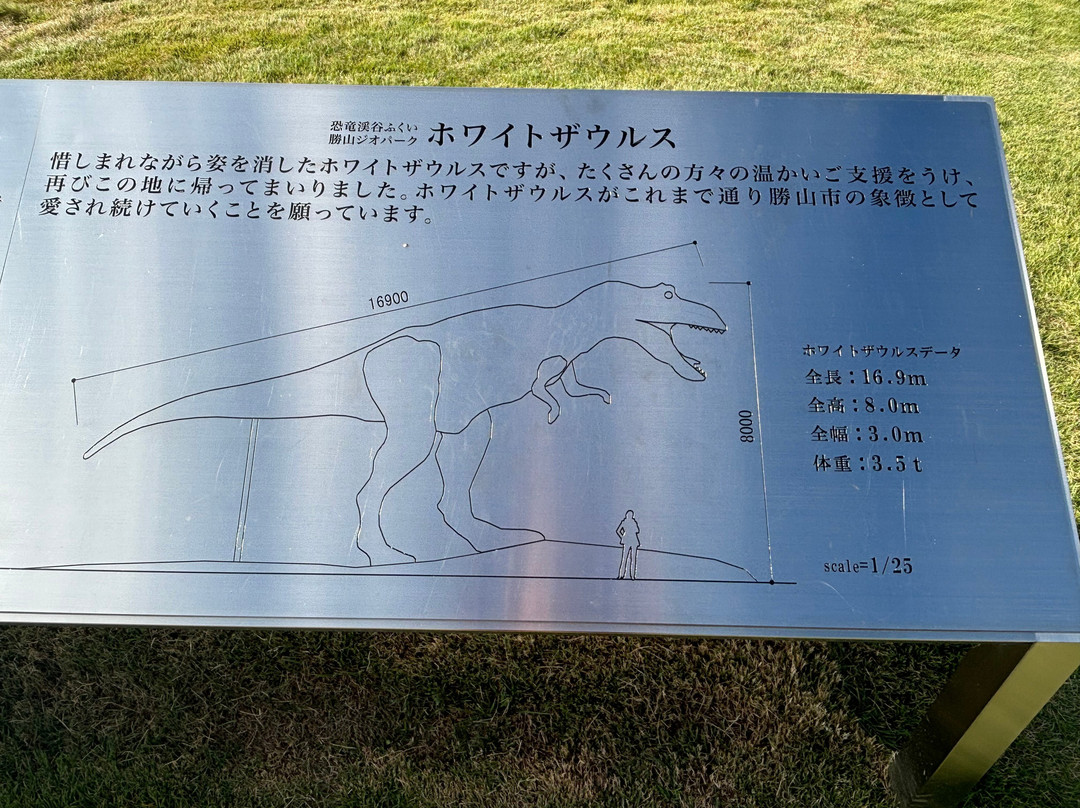 恐竜渓谷ふくい
勝山ジオパーク
ホワイトザウルス
惜しまれながら姿を消したホワイトザウルスですが、たくさんの方々の温かいご支援をうけ、
再びこの地に帰ってまいりました。ホワイトザウルスがこれまで通り勝山市の象徴として
愛され続けていくことを願っています。
16900
8000
ホワイトザウルスデータ
全長：16.9m
全高：8.0m
全幅：3.0m
体重：3.5t
scale=1/25